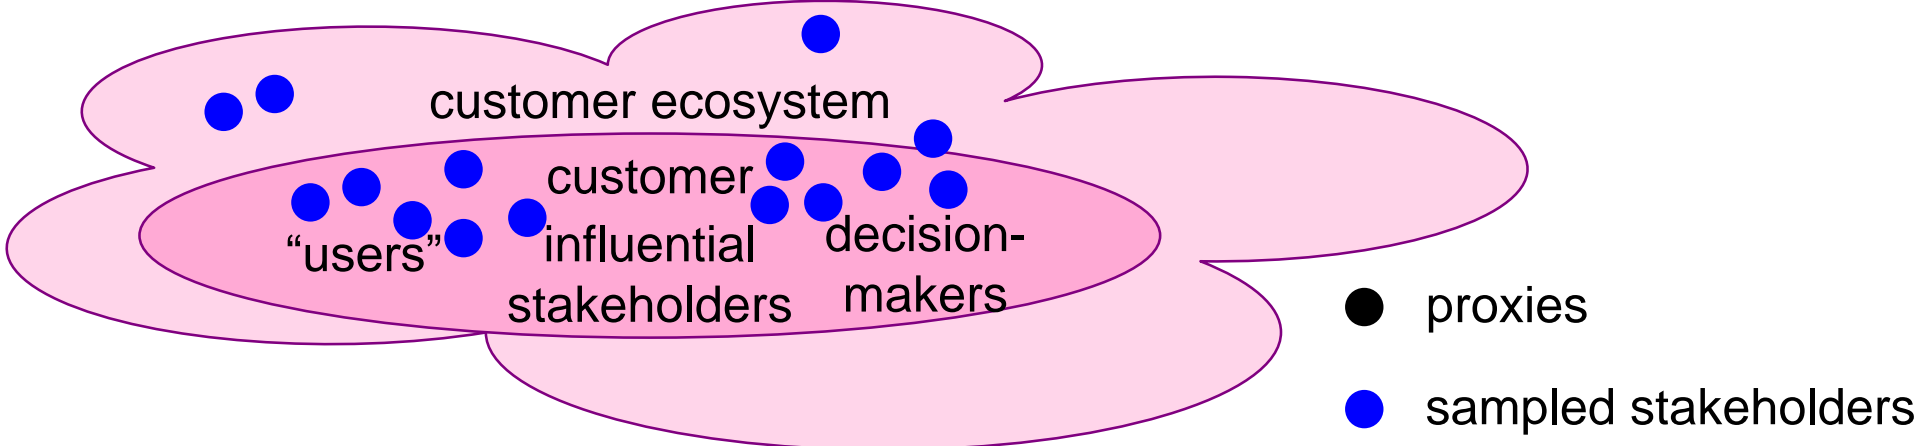 customer ecosystem
customer
“users”
influential
stakeholders
decision-
makers
proxies
sampled stakeholders